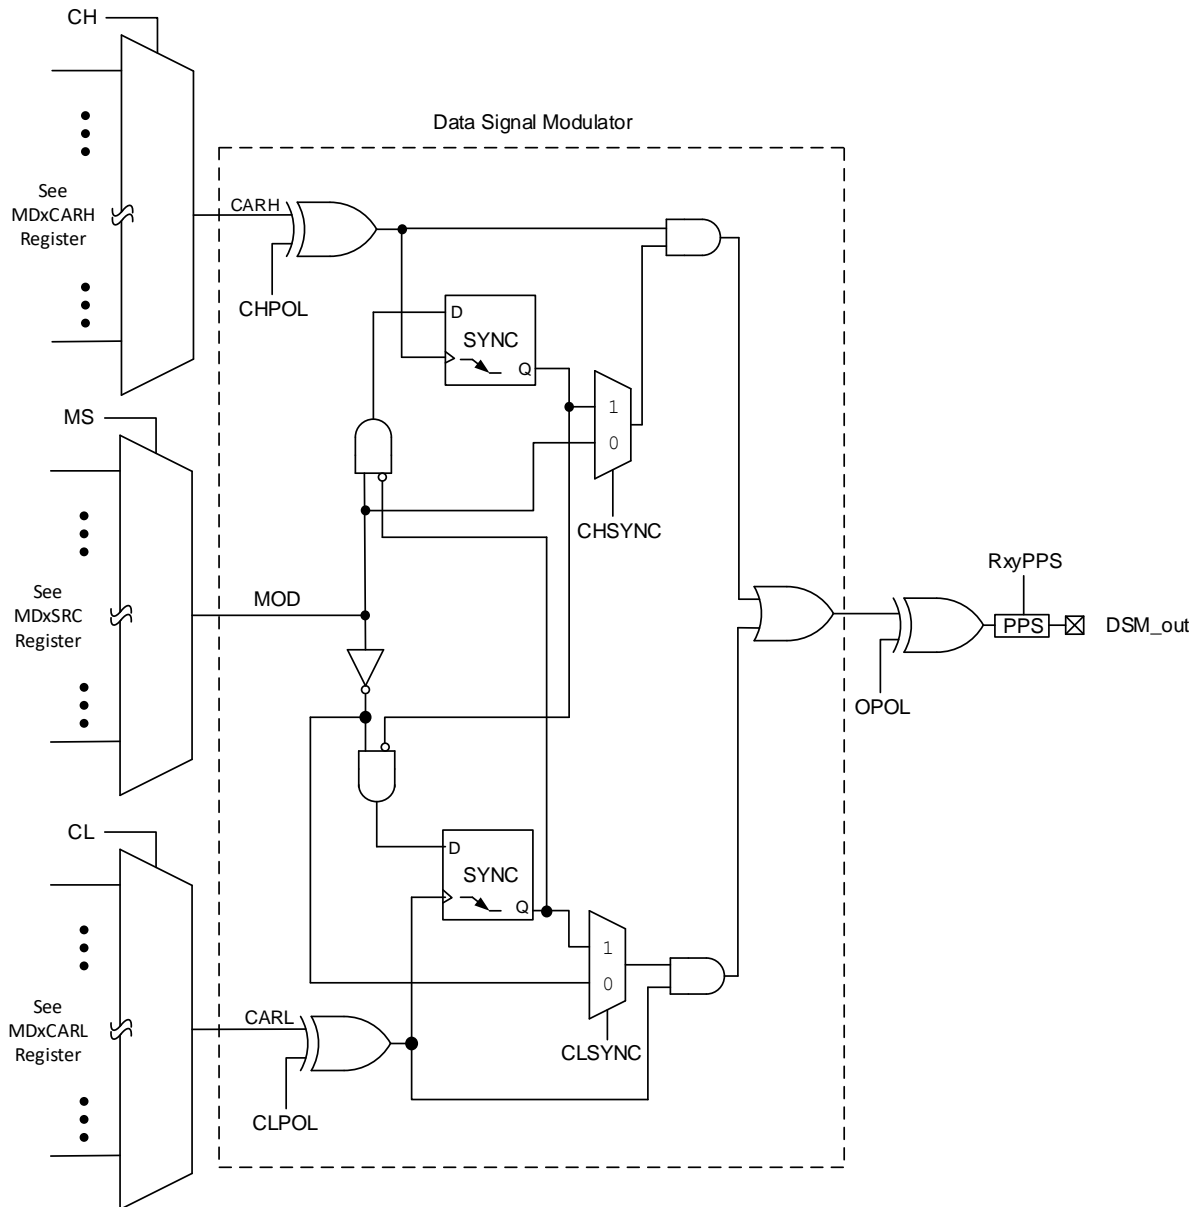 CH
Data Signal Modulator
See
MDxCARH
Register
CARH
CHPOL
D
SYNC
Q
1
0
CHSYNC
MS
See
MDxSRC
Register
MOD
RxyPPS
PPS
DSM_out
OPOL
CL
D
SYNC
Q
1
0
CLSYNC
See
MDxCARL
Register
CARL
CLPOL